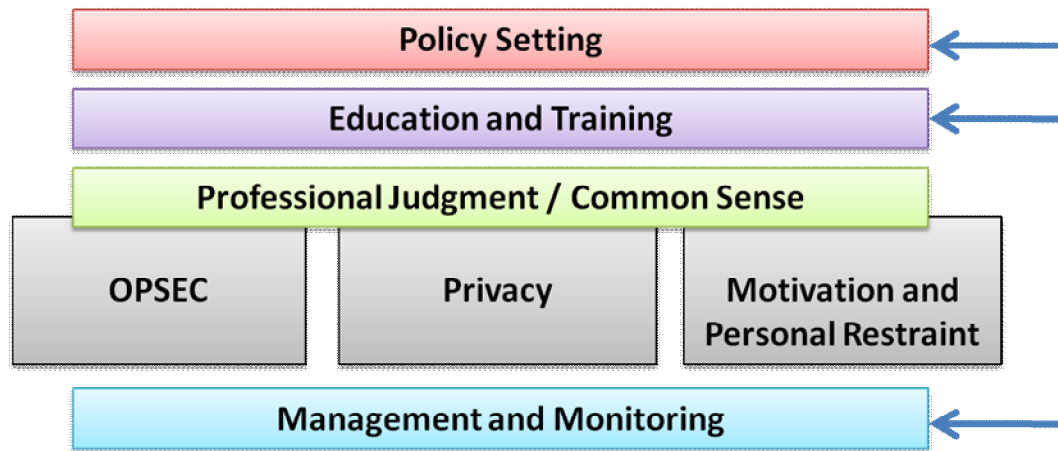 Policy Setting
Education and Training
Professional Judgment / Common Sense
OPSEC
Privacy
Motivation and
Personal Restraint
Management and Monitoring